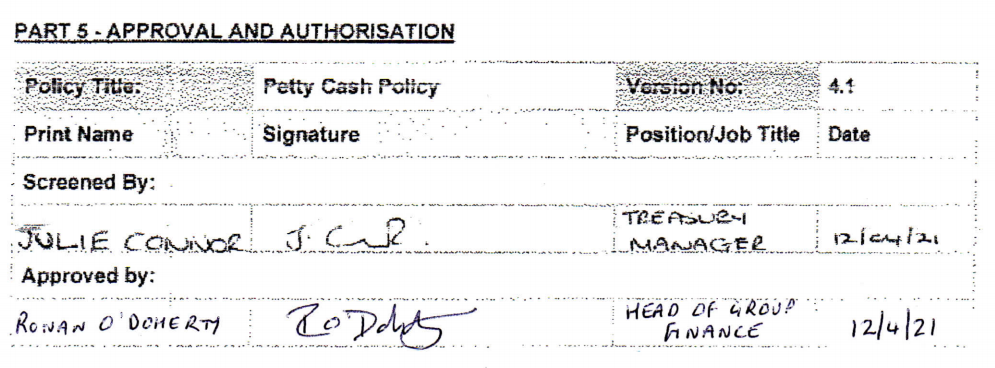 PART 5 - APPROVAL AND AUTHORISATION
Policy Title: Petty Cash Policy Version No: 4.1
Print Name Signature Position/Job Title Date
Screened By:
JULIE CONNOR J. TREASURY MANAGER 12/04/21
Approved by:
RONAN O'DOHERTY HEAD OF GROUP FINANCE 12/4/21